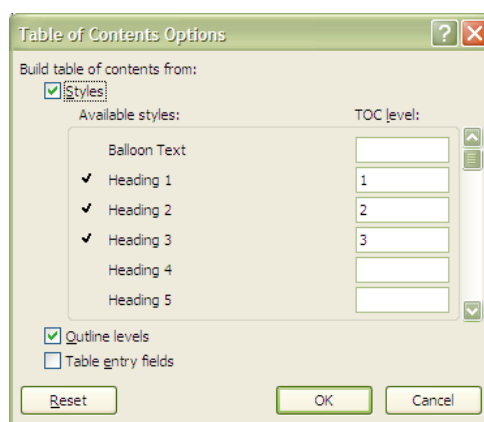 Table of Contents Options
Build table of contents from:
Styles
Available styles: TOC level:
Balloon Text
Heading 1 1
Heading 2 2
Heading 3 3
Heading 4
Heading 5
Outline levels
Table entry fields
Reset OK Cancel